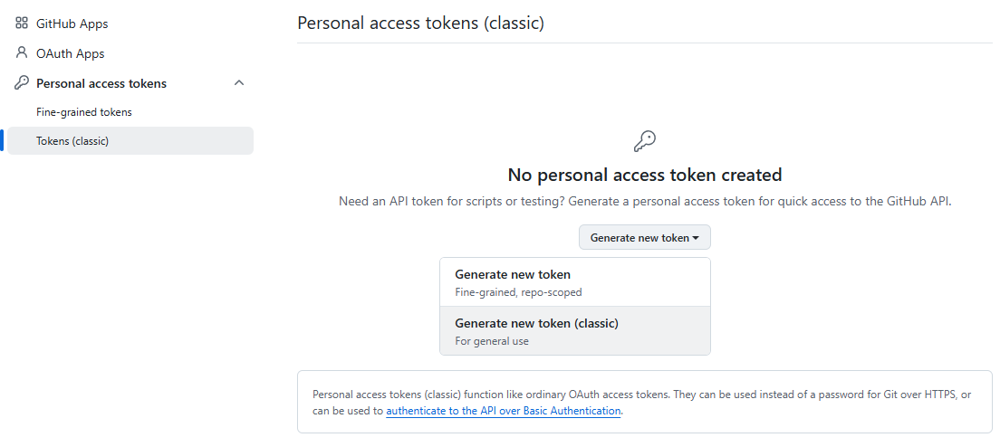 GitHub Apps
OAuth Apps
Personal access tokens
Fine-grained tokens
Tokens (classic)
Personal access tokens (classic)
No personal access token created
Need an API token for scripts or testing? Generate a personal access token for quick access to the GitHub API.
Generate new token
Generate new token
Fine-grained, repo-scoped
Generate new token (classic)
For general use
Personal access tokens (classic) function like ordinary OAuth access tokens. They can be used instead of a password for Git over HTTPS, or
can be used to authenticate to the API over Basic Authentication.